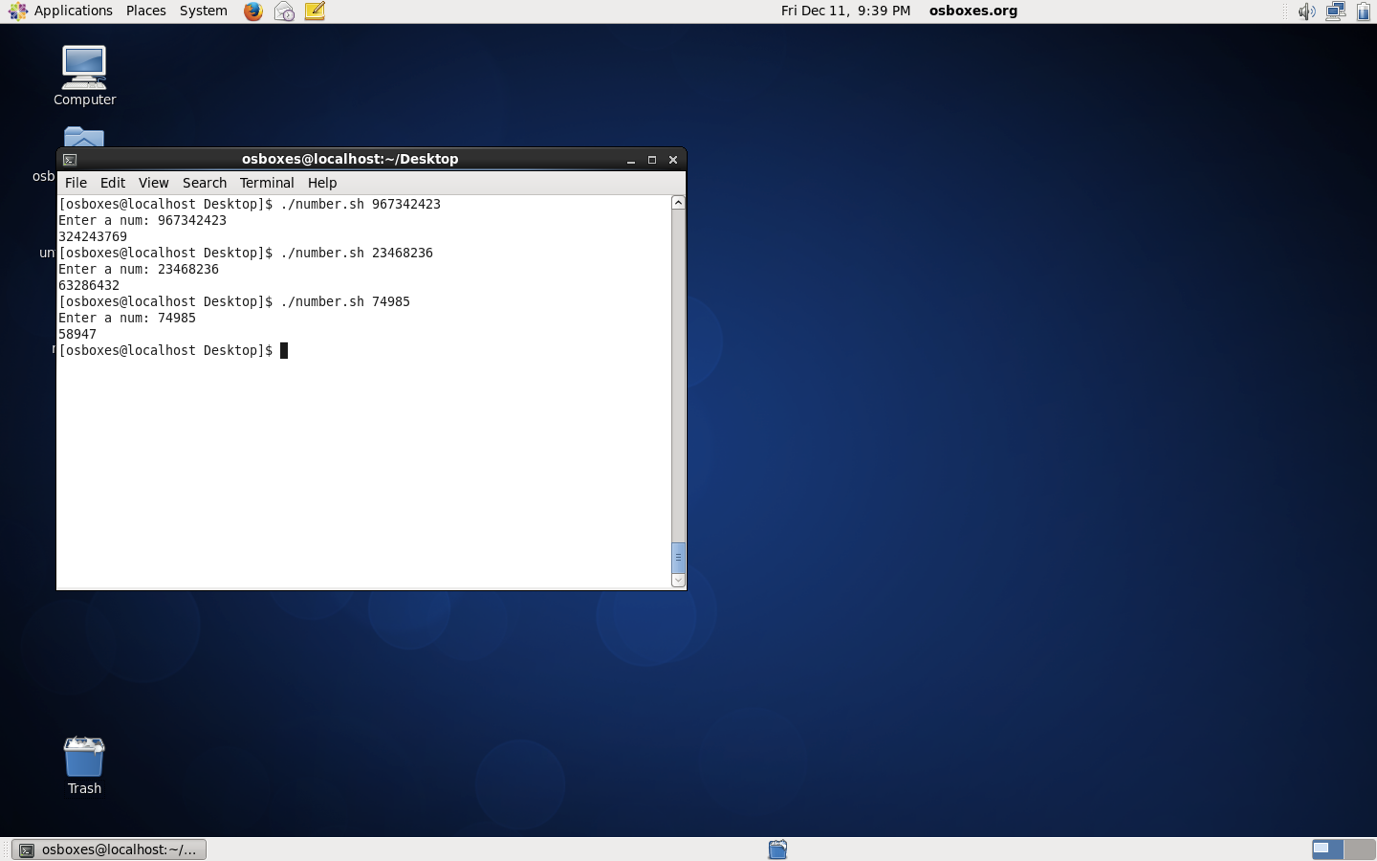 Applications Places System Fri Dec 11, 9:39 PM osboxes.org
Computer
osb
un
osboxes@localhost:~/Desktop
File Edit View Search Terminal Help
[osboxes@localhost Desktop]$ ./number.sh 967342423
Enter a num: 967342423
324243769
[osboxes@localhost Desktop]$ ./number.sh 23468236
Enter a num: 23468236
63286432
[osboxes@localhost Desktop]$ ./number.sh 74985
Enter a num: 74985
58947
[osboxes@localhost Desktop]$
Trash
osboxes@localhost:~/...